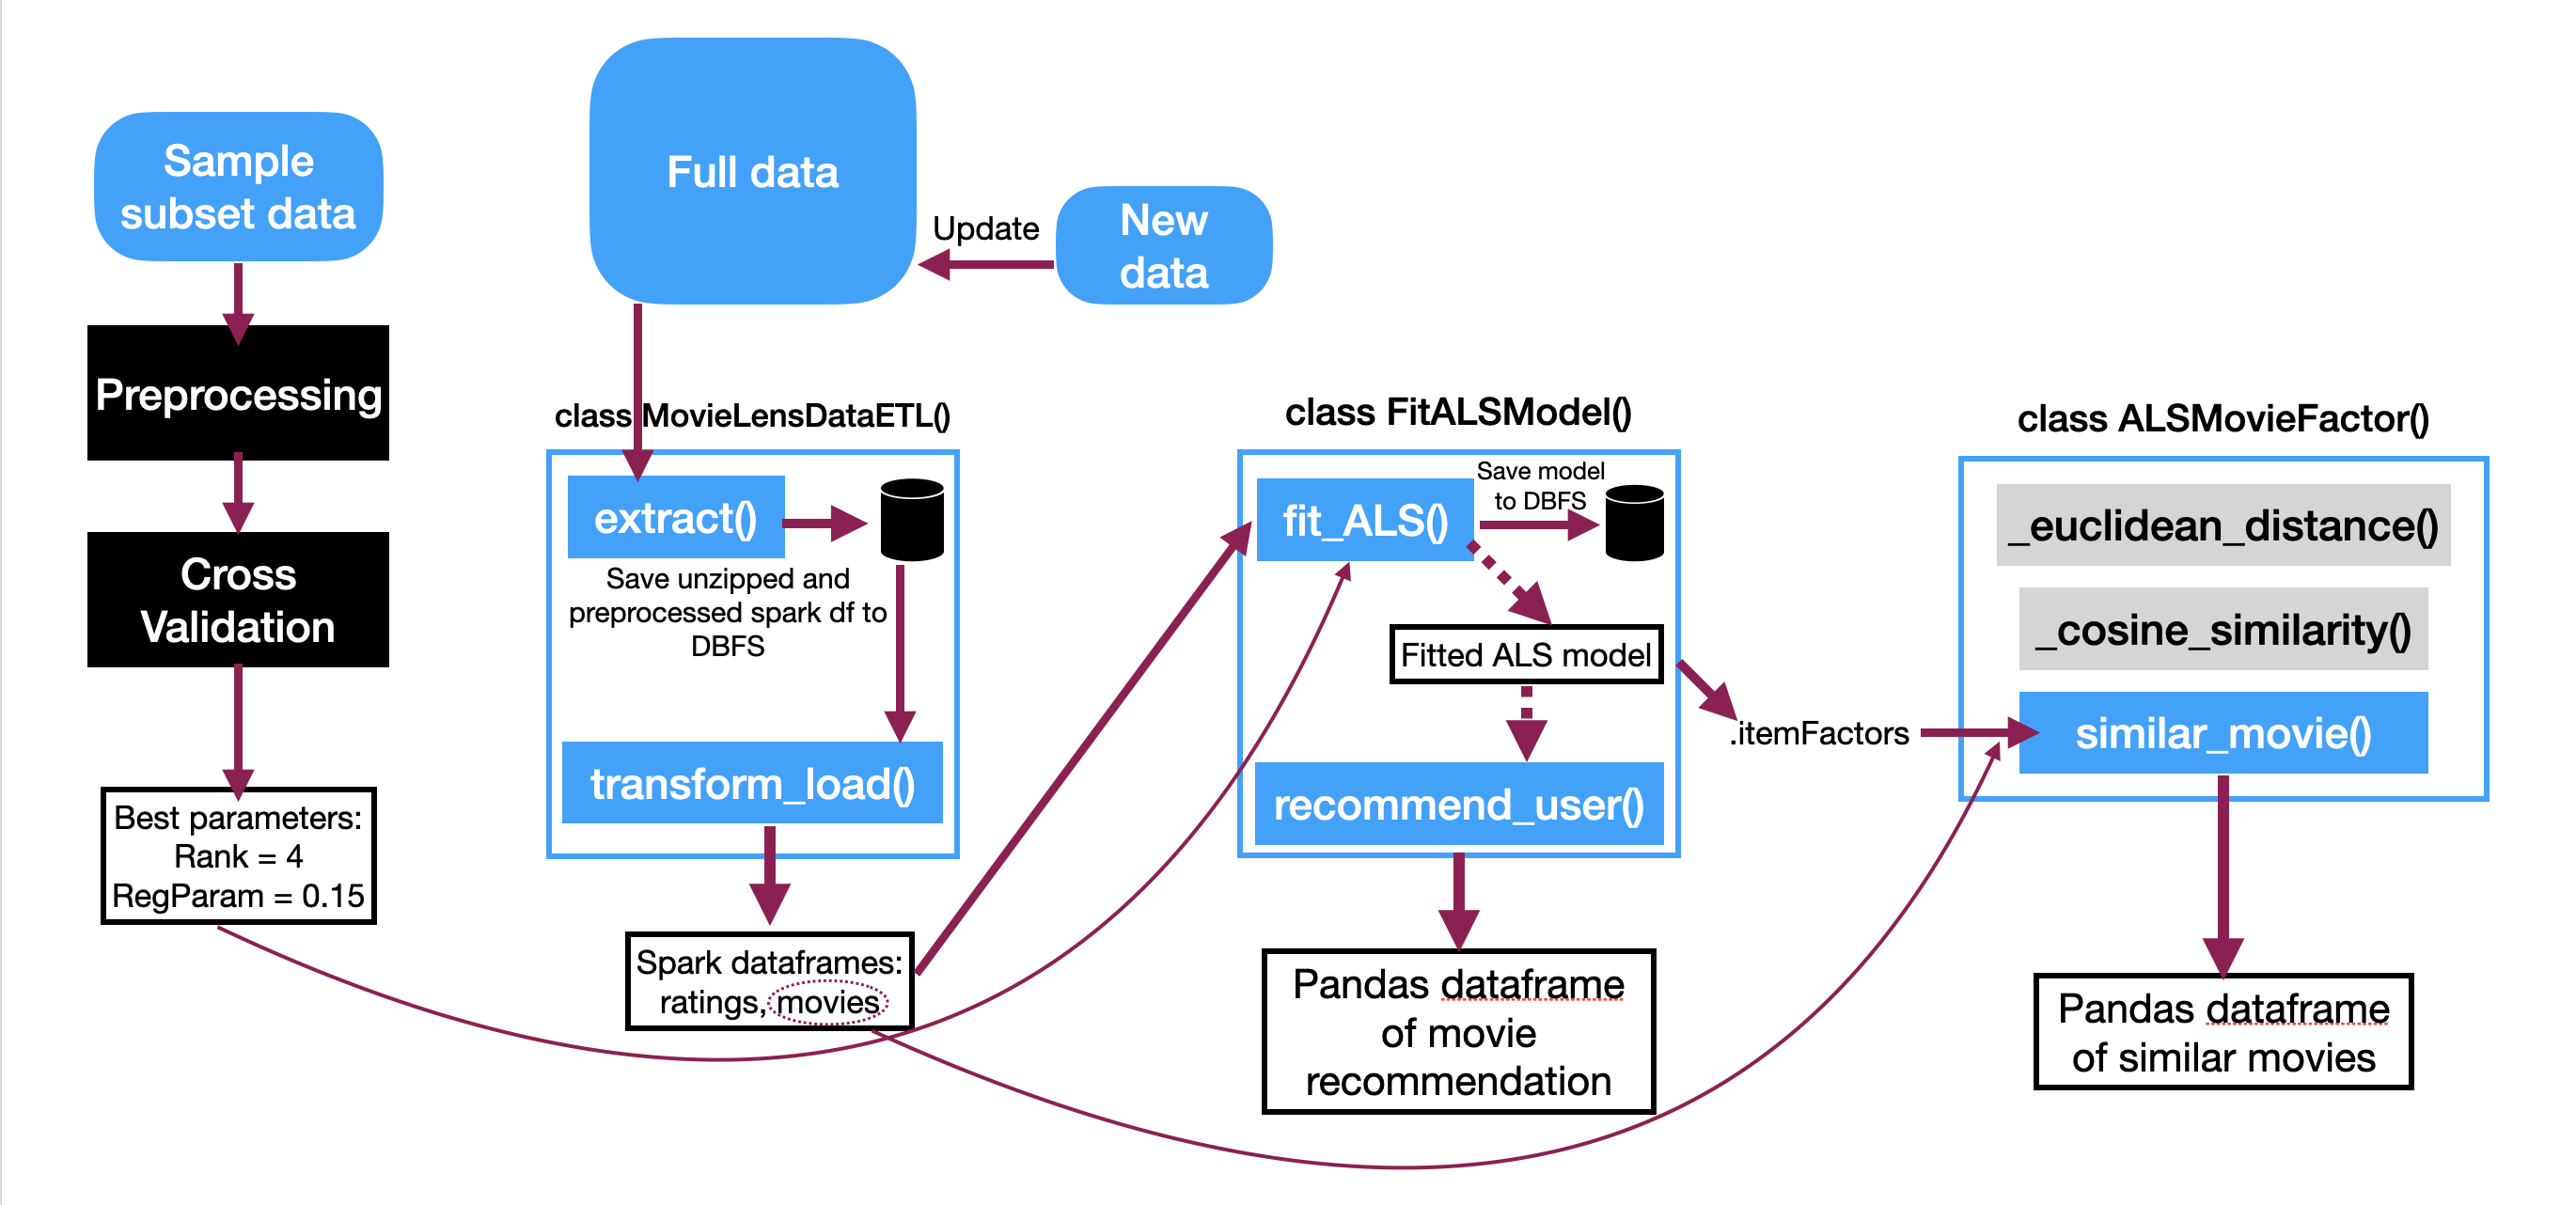 Sample
subset data
Preprocessing
Cross
Validation
Best parameters:
Rank = 4
RegParam = 0.15
Full data
Update
New
data
class MovieLensDataETL()
extract()
Save unzipped and
preprocessed spark df to
DBFS
transform_load()
Spark dataframes:
ratings, movies
class FitALSModel()
fit_ALS()
Save model
to DBFS
Fitted ALS model
recommend_user()
Pandas dataframe
of movie
recommendation
.itemFactors
class ALSMovieFactor()
_euclidean_distance()
_cosine_similarity()
similar_movie()
Pandas dataframe
of similar movies